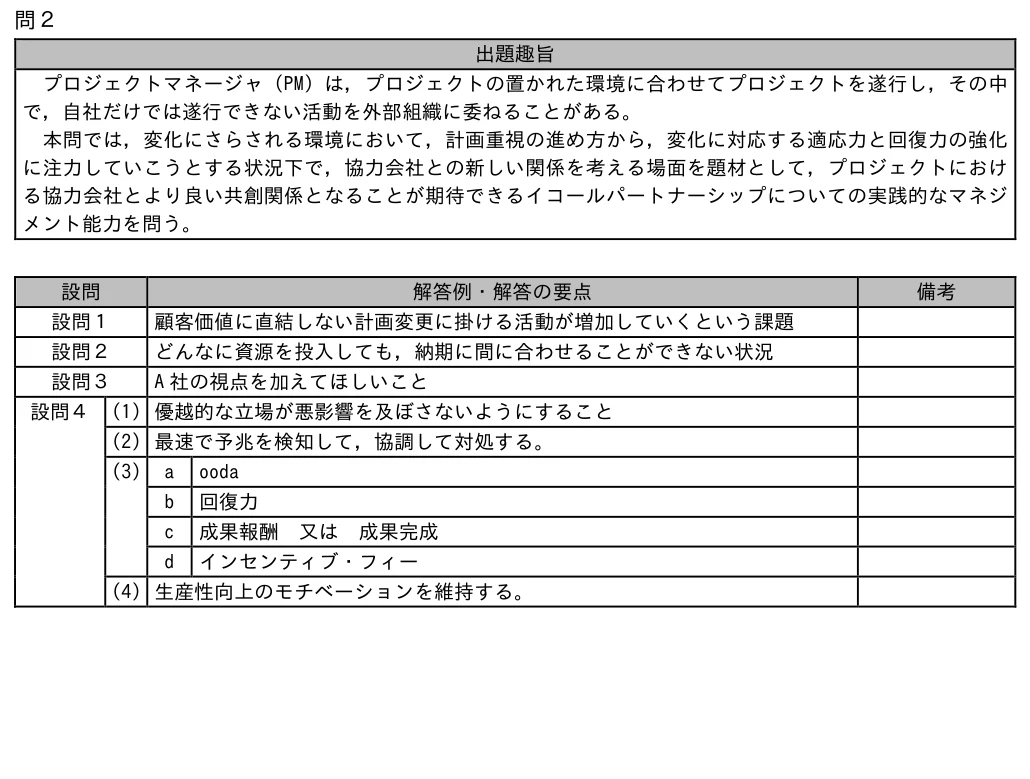 問２
出題趣旨
　プロジェクトマネージャ（PM）は，プロジェクトの置かれた環境に合わせてプロジェクトを遂行し，その中
で，自社だけでは遂行できない活動を外部組織に委ねることがある。
　本問では，変化にさらされる環境において，計画重視の進め方から，変化に対応する適応力と回復力の強化
に注力していこうとする状況下で，協力会社との新しい関係を考える場面を題材として，プロジェクトにおけ
る協力会社とより良い共創関係となることが期待できるイコールパートナーシップについての実践的なマネジ
メント能力を問う。
設問 解答例・解答の要点 備考
設問１ 顧客価値に直結しない計画変更に掛ける活動が増加していくという課題
設問２ どんなに資源を投入しても，納期に間に合わせることができない状況
設問３ A 社の視点を加えてほしいこと
設問４ (1) 優越的な立場が悪影響を及ぼさないようにすること
(2) 最速で予兆を検知して，協調して対処する。
(3) a ooda
b 回復力
c 成果報酬　又は　成果完成
d インセンティブ・フィー
(4) 生産性向上のモチベーションを維持する。